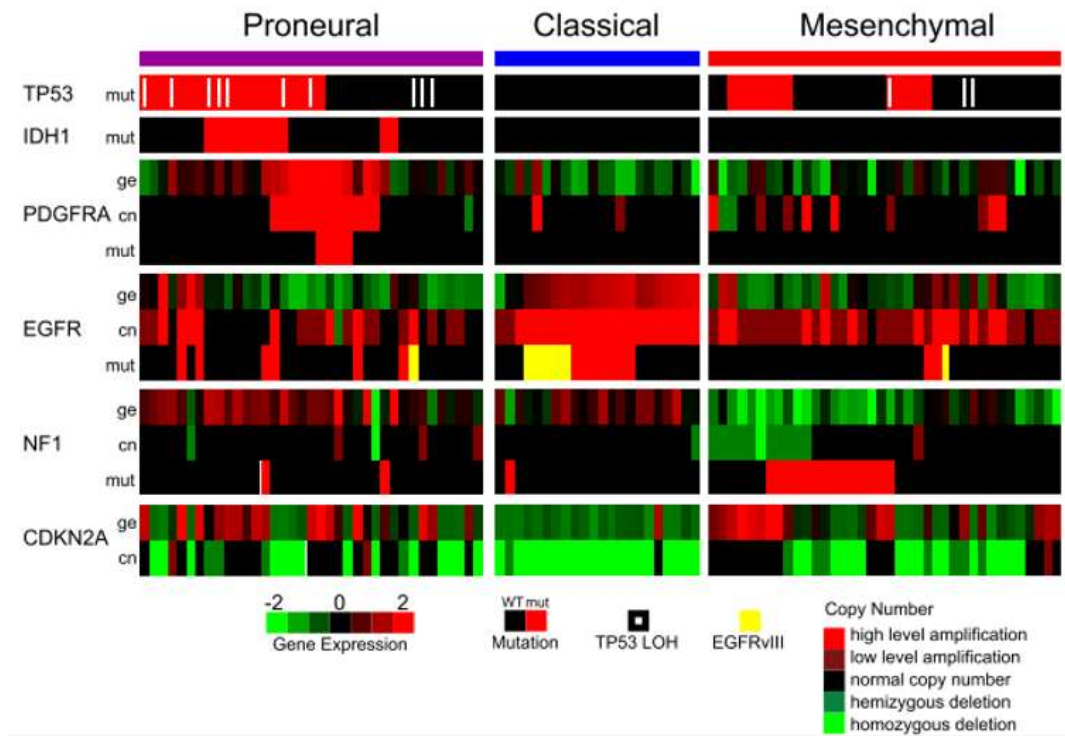 Proneural Classical Mesenchymal
TP53 mut
IDH1 mut
ge
PDGFRA cn
mut
ge
EGFR cn
mut
ge
NF1 cn
mut
CDKN2A ge
cn
-2 0 2
Gene Expression
WT mut
Mutation
TP53 LOH
EGFRvIII
Copy Number
high level amplification
low level amplification
normal copy number
hemizygous deletion
homozygous deletion